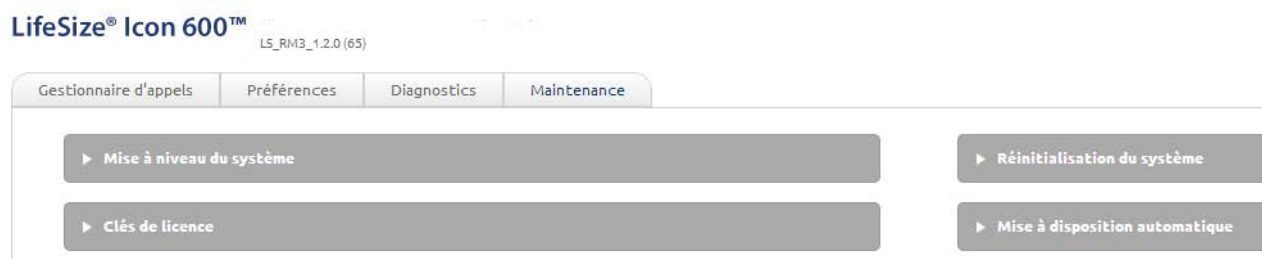 LifeSize® Icon 600™
LS_RM3_1.2.0 (65)
Gestionnaire d'appels Préférences Diagnostics Maintenance
Mise à niveau du système Réinitialisation du système
Clés de licence Mise à disposition automatique